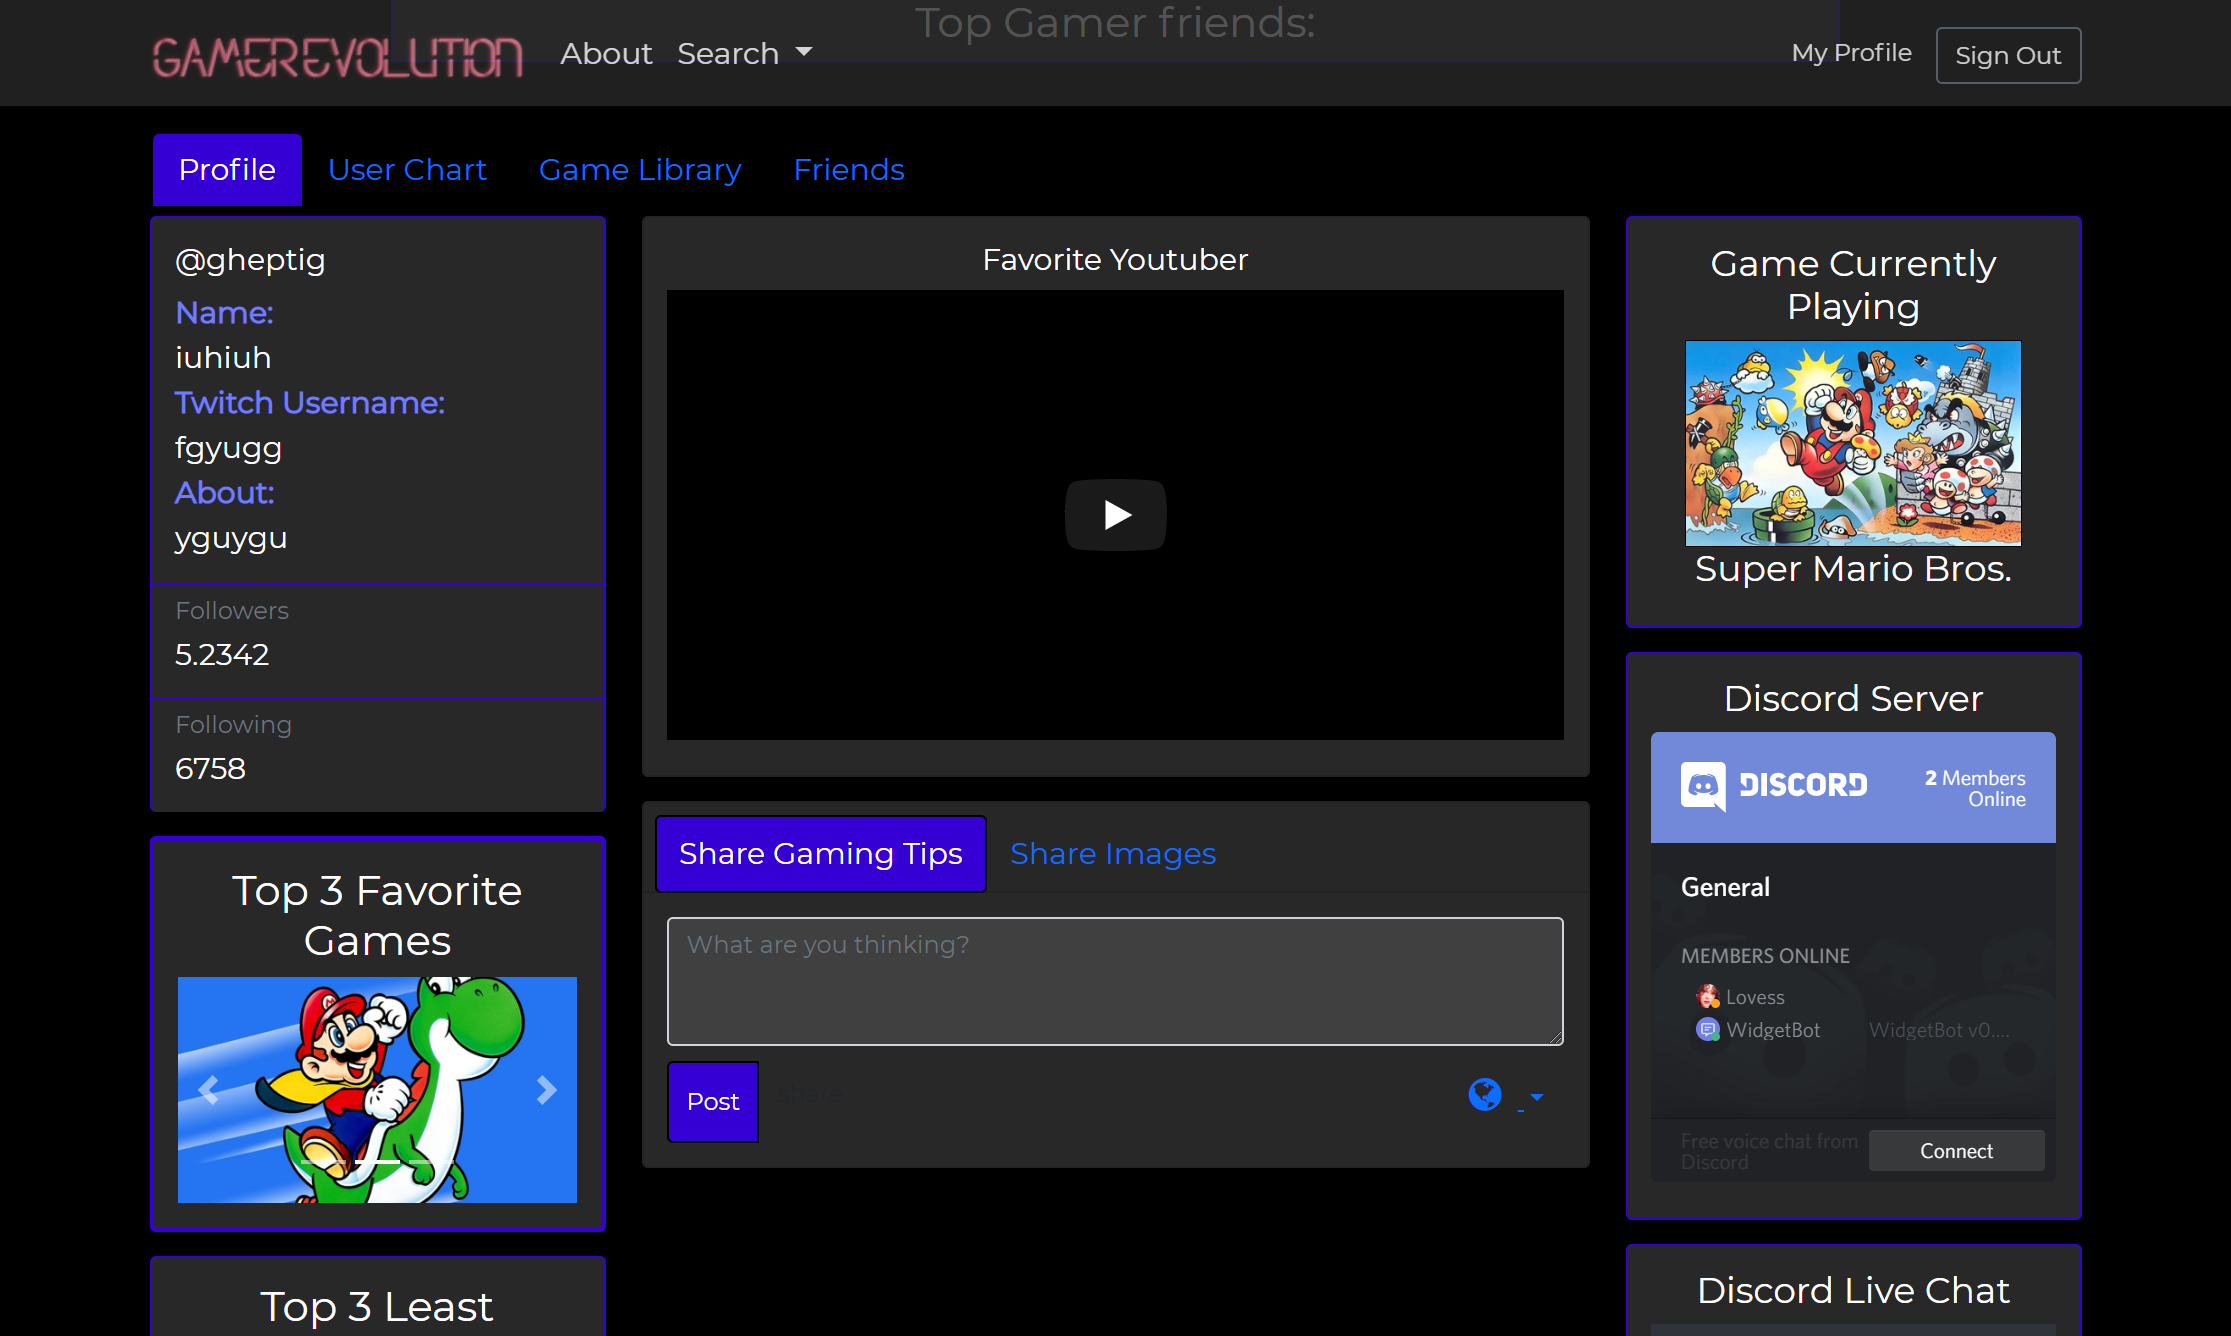 Top Gamer friends:
GAMEREVOLUTION
About
Search
My Profile
Sign Out
Profile
User Chart
Game Library
Friends
@gheptig
Name:
iuhiuh
Twitch Username:
fgyugg
About:
yguygu
Followers
5.2342
Following
6758
Top 3 Favorite
Games
Top 3 Least
Favorite Youtuber
Share Gaming Tips
Share Images
What are you thinking?
Post
share
Game Currently
Playing
Super Mario Bros.
Discord Server
DISCORD
2 Members
Online
General
MEMBERS ONLINE
Lovess
WidgetBot
WidgetBot v0....
Free voice chat from
Discord
Connect
Discord Live Chat